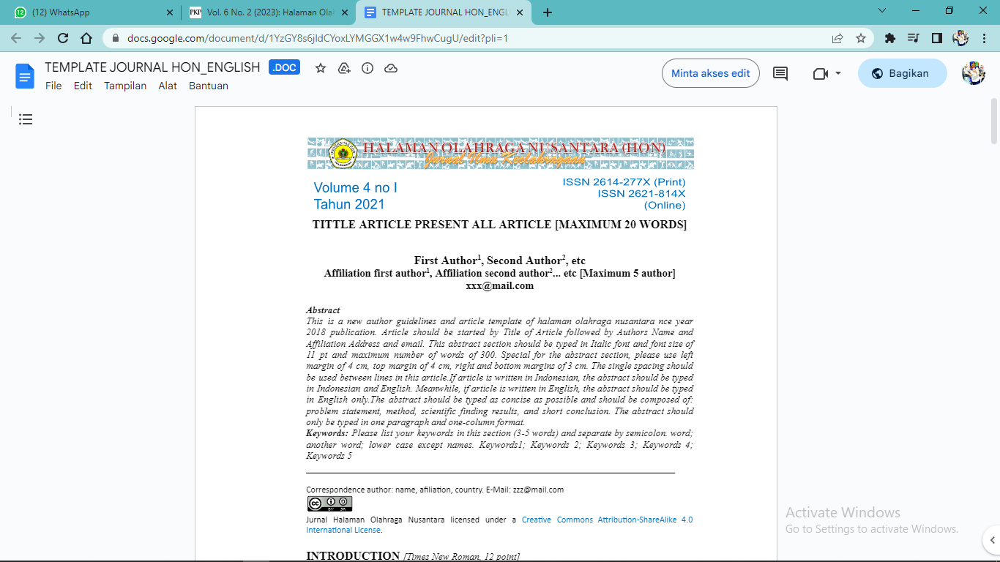 (12) WhatsApp
PKP Vol. 6 No. 2 (2023): Halaman Ola
TEMPLATE JOURNAL HON_ENGL
docs.google.com/document/d/1YzGY8s6jIdCYoxLYMGGX1w4w9FhwCugU/edit?pli=1
TEMPLATE JOURNAL HON_ENGLISH .DOC
File Edit Tampilan Alat Bantuan
Minta akses edit
Bagikan
HALAMAN OLAHRAGA NUSANTARA (HON)
Jurnal Ilmu Keolahragaan
Volume 4 no I
Tahun 2021
ISSN 2614-277X (Print)
ISSN 2621-814X
(Online)
TITTLE ARTICLE PRESENT ALL ARTICLE [MAXIMUM 20 WORDS]
First Author1, Second Author2, etc
Affiliation first author1, Affiliation second author2... etc [Maximum 5 author]
xxx@mail.com
Abstract
This is a new author guidelines and article template of halaman olahraga nusantara nce year
2018 publication. Article should be started by Title of Article followed by Authors Name and
Affiliation Address and email. This abstract section should be typed in Italic font and font size of
11 pt and maximum number of words of 300. Special for the abstract section, please use left
margin of 4 cm, top margin of 4 cm, right and bottom margins of 3 cm. The single spacing should
be used between lines in this article.If article is written in Indonesian, the abstract should be typed
in Indonesian and English. Meanwhile, if article is written in English, the abstract should be typed
in English only.The abstract should be typed as concise as possible and should be composed of:
problem statement, method, scientific finding results, and short conclusion. The abstract should
only be typed in one paragraph and one-column format.
Keywords: Please list your keywords in this section (3-5 words) and separate by semicolon. word;
another word; lower case except names. Keywords1; Keywords 2; Keywords 3; Keywords 4;
Keywords 5
Correspondence author: name, afiliation, country. E-Mail: zzz@mail.com
cc BY SA
Jurnal Halaman Olahraga Nusantara licensed under a Creative Commons Attribution-ShareAlike 4.0
International License.
INTRODUCTION [Times New Roman, 12 point]
Activate Windows
Go to Settings to activate Windows.